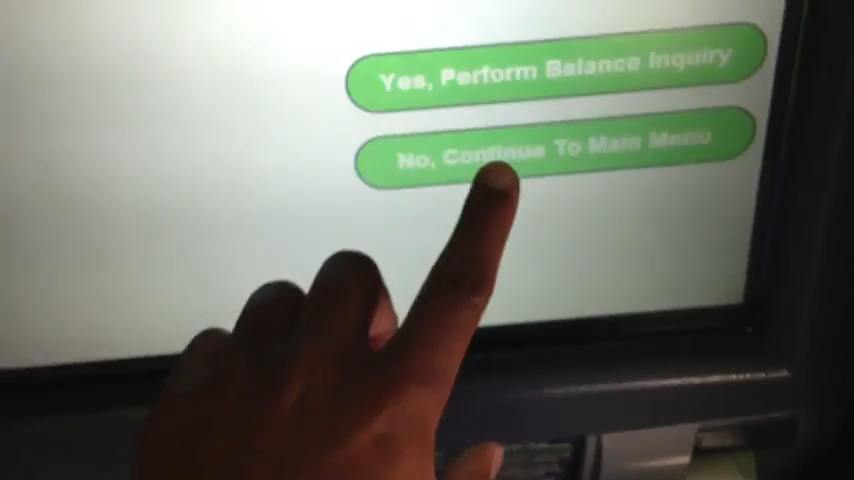 Yes, Perform Balance Inquiry
No, Continue To Main Menu